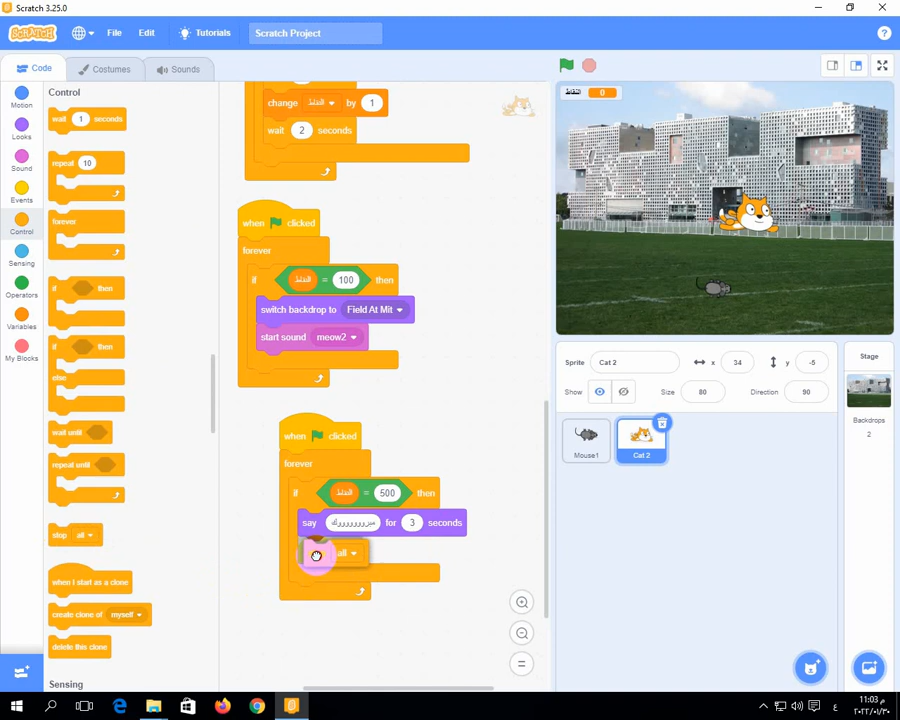 Scratch 3.25.0
SCRATCH File Edit Tutorials Scratch Project
Code Costumes Sounds
Motion
Looks
Sound
Events
Control
Sensing
Operators
Variables
My Blocks
Control
wait 1 seconds
repeat 10
forever
if then
if then
else
wait until
repeat until
stop all
when I start as a clone
create clone of myself
delete this clone
Sensing
change النقاط by 1
wait 2 seconds
when clicked
forever
if النقاط = 100 then
switch backdrop to Field At Mit
start sound meow2
when clicked
forever
if النقاط = 500 then
say for 3 seconds
all
النقاط 0
Sprite Cat 2 x 34 y -5
Show Size 80 Direction 90
Mouse1
Cat 2
Stage
Backdrops
2
ع
11:03 م
٢٠٢٢/٠١/٣٠